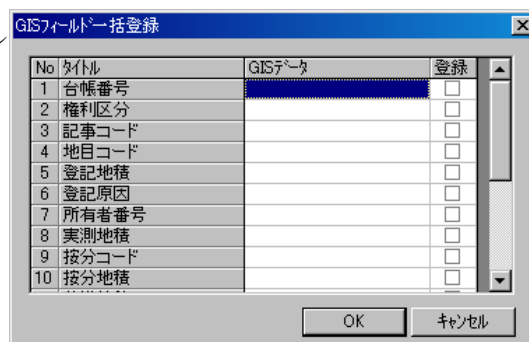 GISフィールド一括登録
No タイトル GISデータ 登録
1 台帳番号
2 権利区分
3 記事コード
4 地目コード
5 登記地積
6 登記原因
7 所有者番号
8 実測地積
9 按分コード
10 按分地積
OK キャンセル